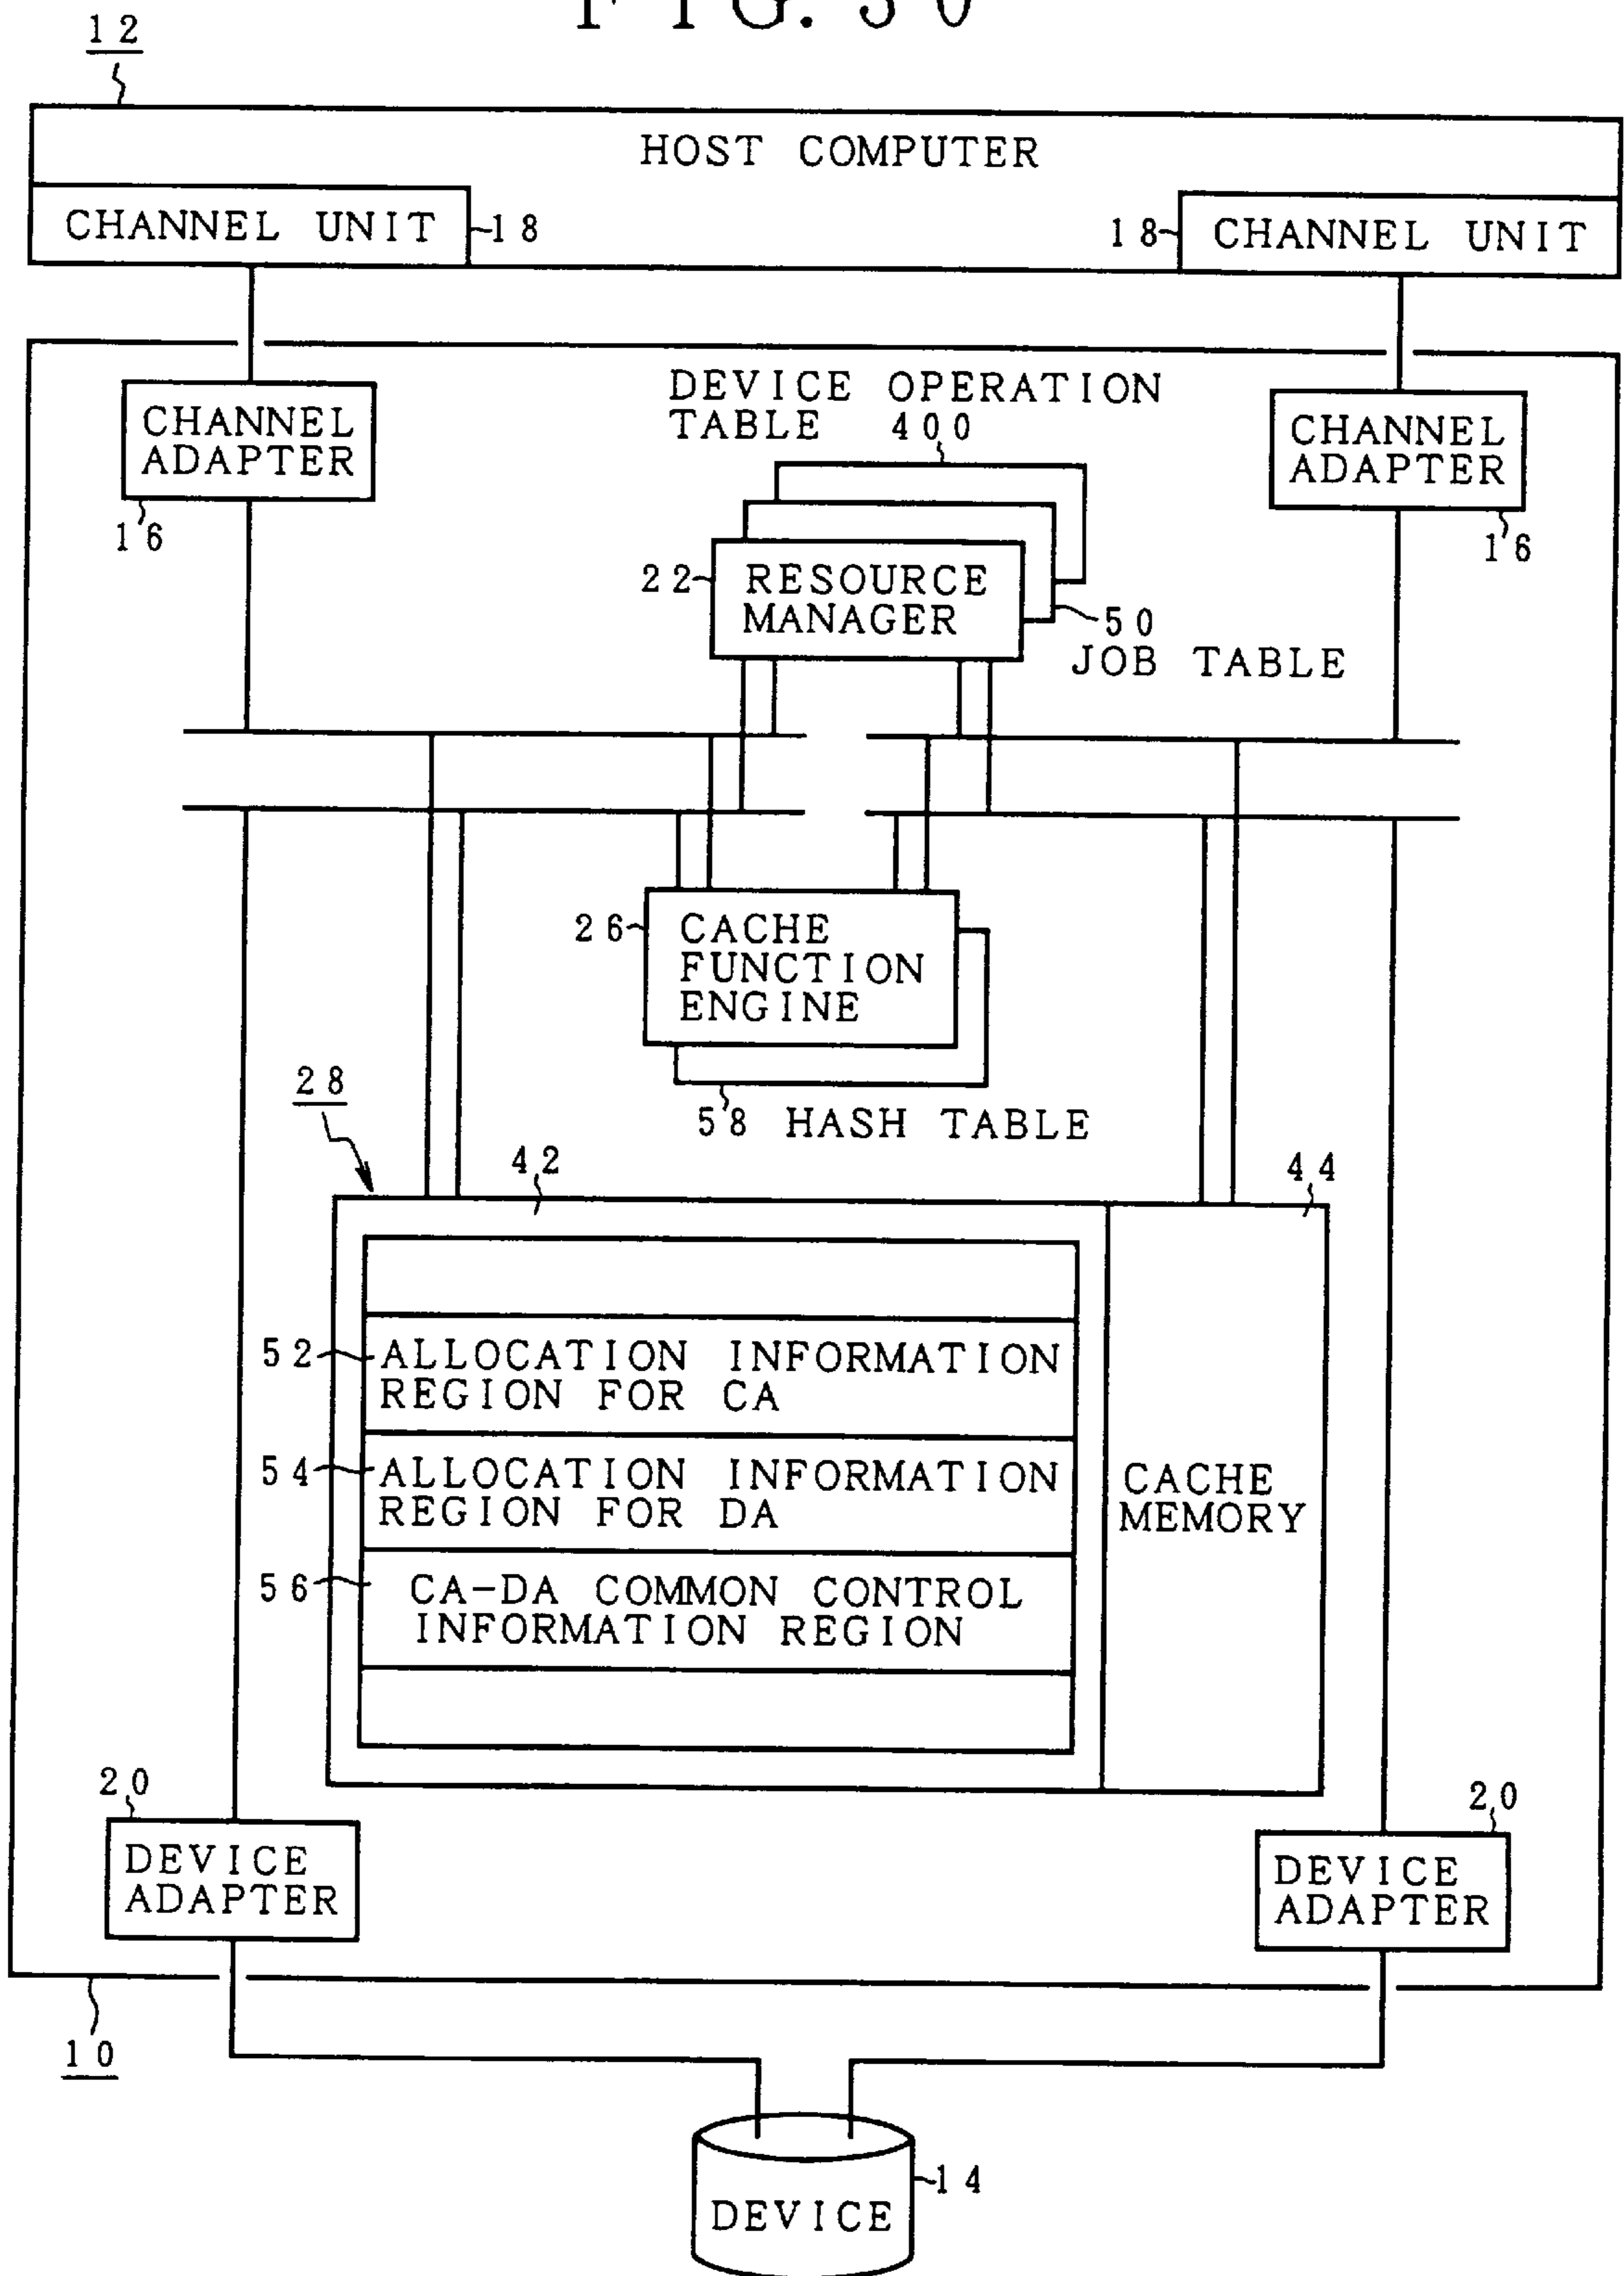 FIG. 30
12
HOST COMPUTER
CHANNEL UNIT
18
18
CHANNEL UNIT
DEVICE OPERATION
TABLE 400
CHANNEL
ADAPTER
16
CHANNEL
ADAPTER
16
22
RESOURCE
MANAGER
50
JOB TABLE
26
CACHE
FUNCTION
ENGINE
58 HASH TABLE
28
42
44
52
ALLOCATION INFORMATION
REGION FOR CA
54
ALLOCATION INFORMATION
REGION FOR DA
56
CA-DA COMMON CONTROL
INFORMATION REGION
CACHE
MEMORY
20
DEVICE
ADAPTER
20
DEVICE
ADAPTER
10
14
DEVICE